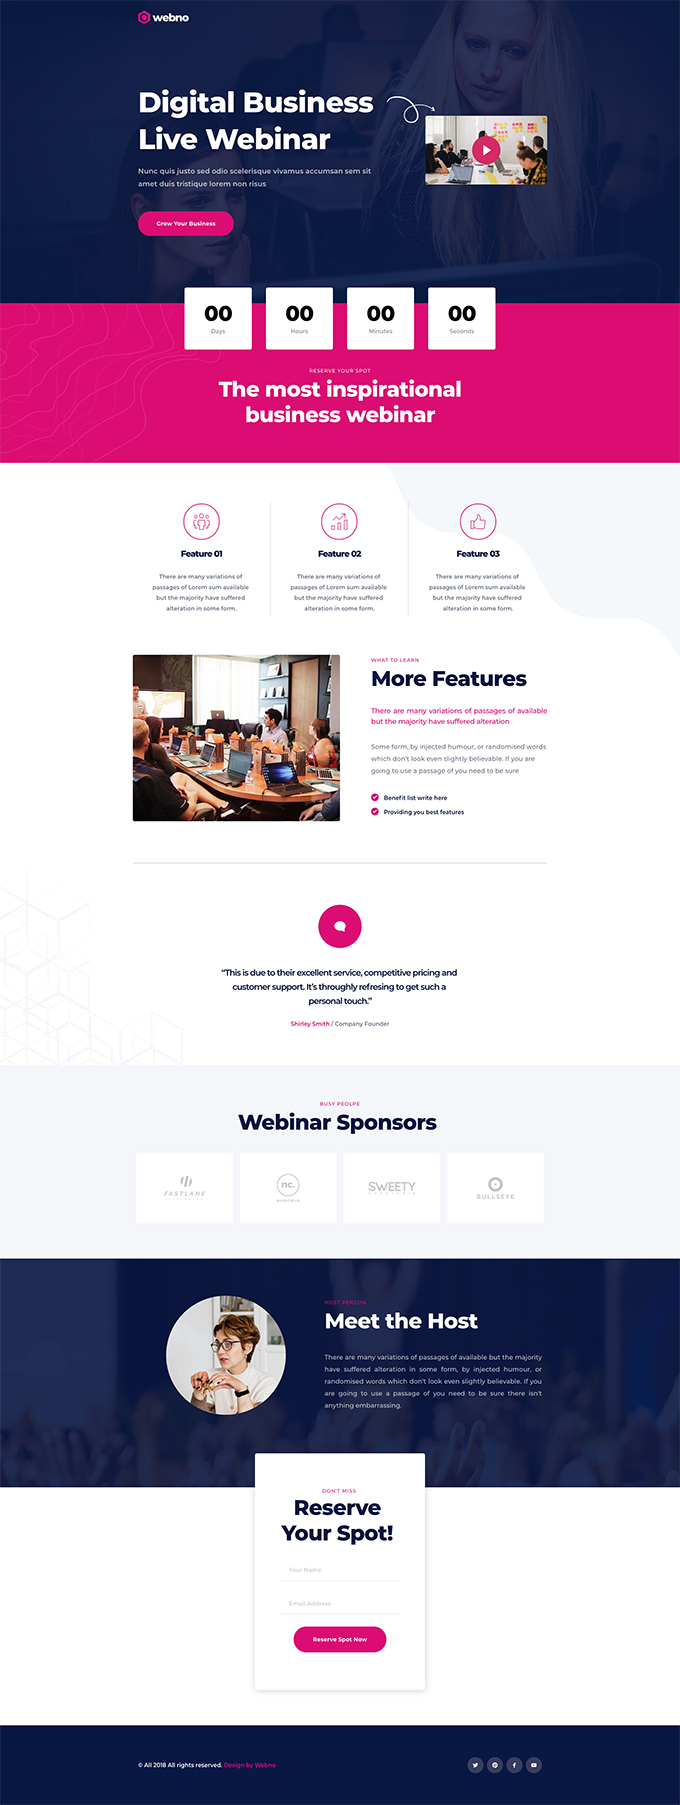 webno
Digital Business
Live Webinar
Nunc quis justo sed odio scelerisque vivamus accumsan sem sit
amet duis tristique lorem non risus
Grow Your Business
00 00 00 00
Days Hours Minutes Seconds
RESERVE YOUR SPOT
The most inspirational
business webinar
Feature 01
There are many variations of
passages of Lorem sum available
but the majority have suffered
alteration in some form.
Feature 02
There are many variations of
passages of Lorem sum available
but the majority have suffered
alteration in some form.
Feature 03
There are many variations of
passages of Lorem sum available
but the majority have suffered
alteration in some form.
WHAT TO LEARN
More Features
There are many variations of passages of available
but the majority have suffered alteration
Some form, by injected humour, or randomised words
which don't look even slightly believable. If you are
going to use a passage of you need to be sure
Benefit list write here
Providing you best features
“This is due to their excellent service, competitive pricing and
customer support. It’s throughly refresing to get such a
personal touch.”
Shirley Smith / Company Founder
BUSY PEOLPE
Webinar Sponsors
FASTLANE
nc.
SWEETY
BULLSEYE
HOST PERSON
Meet the Host
There are many variations of passages of available but the majority
have suffered alteration in some form, by injected humour, or
randomised words which don't look even slightly believable. If you
are going to use a passage of you need to be sure there isn't
anything embarrassing.
DON'T MISS
Reserve
Your Spot!
Your Name
Email Address
Reserve Spot Now
© All 2018 All rights reserved. Design by Webno